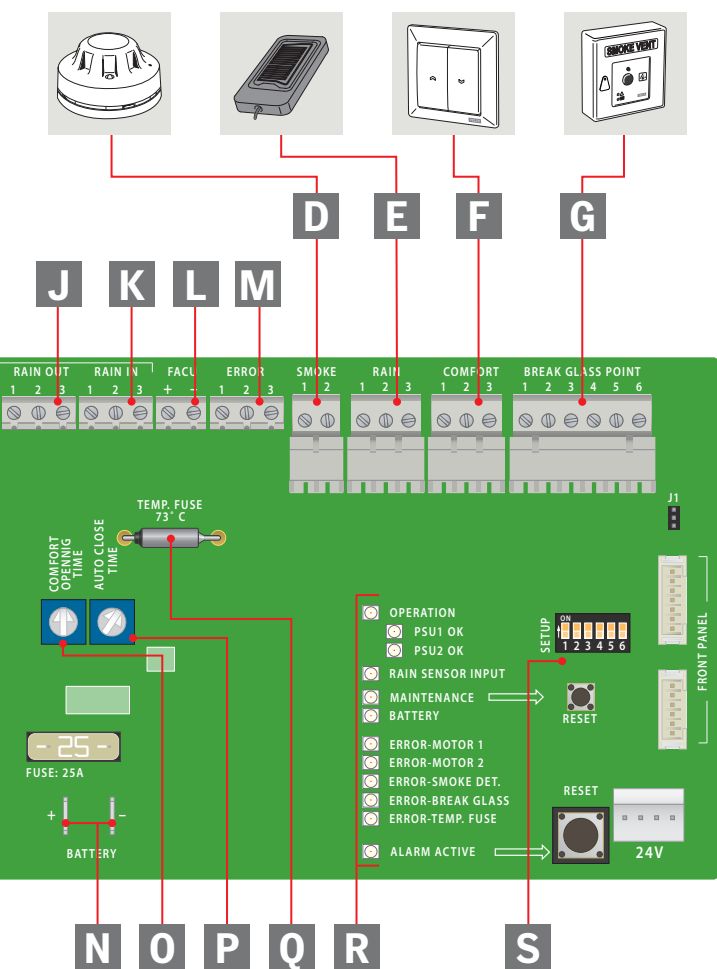 SMOKE VENT
D E F G
J K L M
RAIN OUT RAIN IN FACU ERROR SMOKE RAIN COMFORT BREAK GLASS POINT
1 2 3 1 2 3 + - 1 2 3 1 2 1 2 3 1 2 3 1 2 3 4 5 6
J1
TEMP. FUSE
73° C
COMFORT
OPENNIG
TIME
AUTO CLOSE
TIME
OPERATION
PSU1 OK
PSU2 OK
RAIN SENSOR INPUT
MAINTENANCE
BATTERY
ERROR-MOTOR 1
ERROR-MOTOR 2
ERROR-SMOKE DET.
ERROR-BREAK GLASS
ERROR-TEMP. FUSE
ALARM ACTIVE
SETUP
ON
1 2 3 4 5 6
RESET
FRONT PANEL
RESET
24V
- 25 -
FUSE: 25A
+ -
BATTERY
N O P Q R S